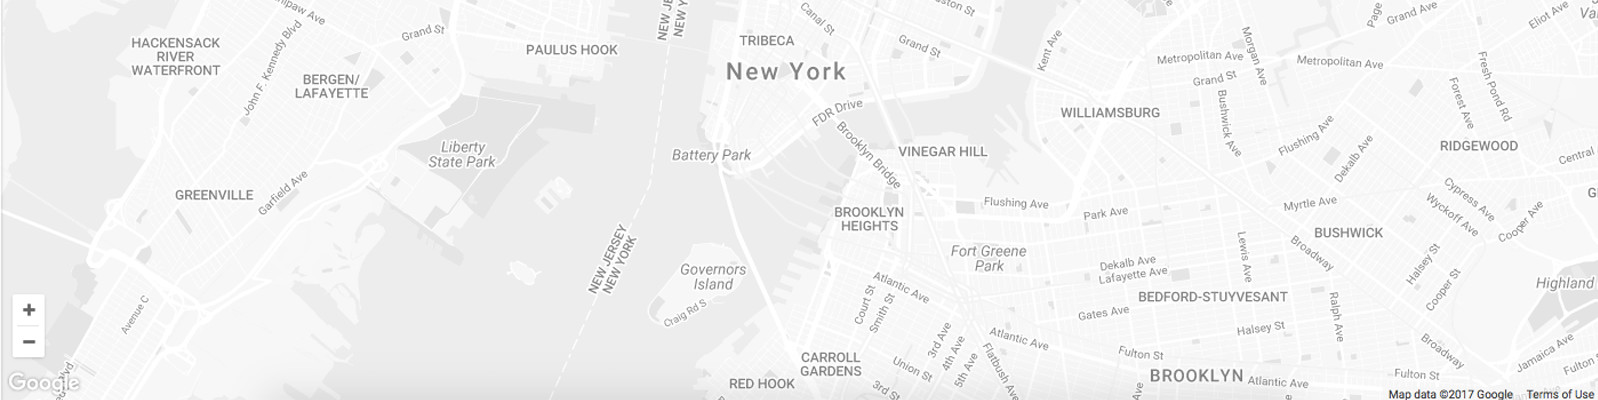 Grand St
HACKENSACK
RIVER
WATERFRONT
John F. Kennedy Blvd
BERGEN/
LAFAYETTE
PAULUS HOOK
NEW JERSEY
NEW YORK
TRIBECA
New York
Canal St
Grand St
FDR Drive
Kent Ave
Metropolitan Ave
Grand St
Morgan Ave
Metropolitan Ave
Page
Grand Ave
Eliot Ave
Fresh Pond Rd
Forest Ave
WILLIAMSBURG
Bushwick Ave
Flushing Ave
Dekalb Ave
RIDGEWOOD
Central
Liberty
State Park
Battery Park
Brooklyn Bridge
VINEGAR HILL
GREENVILLE
Garfield Ave
Flushing Ave
Park Ave
Myrtle Ave
Cypress Ave
Wyckoff Ave
Cooper Ave
BROOKLYN
HEIGHTS
BUSHWICK
NEW JERSEY
NEW YORK
Fort Greene
Park
Lewis Ave
Broadway
Halsey St
Cooper St
Governors
Island
Craig Rd S
Dekalb Ave
Lafayette Ave
Atlantic Ave
Highland
BEDFORD-STUYVESANT
+
−
Avenue C
Court St
Smith St
Gates Ave
Halsey St
Ralph Ave
3rd Ave
4th Ave
5th Ave
Atlantic Ave
Flatbush Ave
Broadway
Jamaica Ave
CARROLL
GARDENS
Union St
Fulton St
RED HOOK
3rd St
BROOKLYN
Atlantic Ave
Fulton St
Google
Map data ©2017 Google
Terms of Use